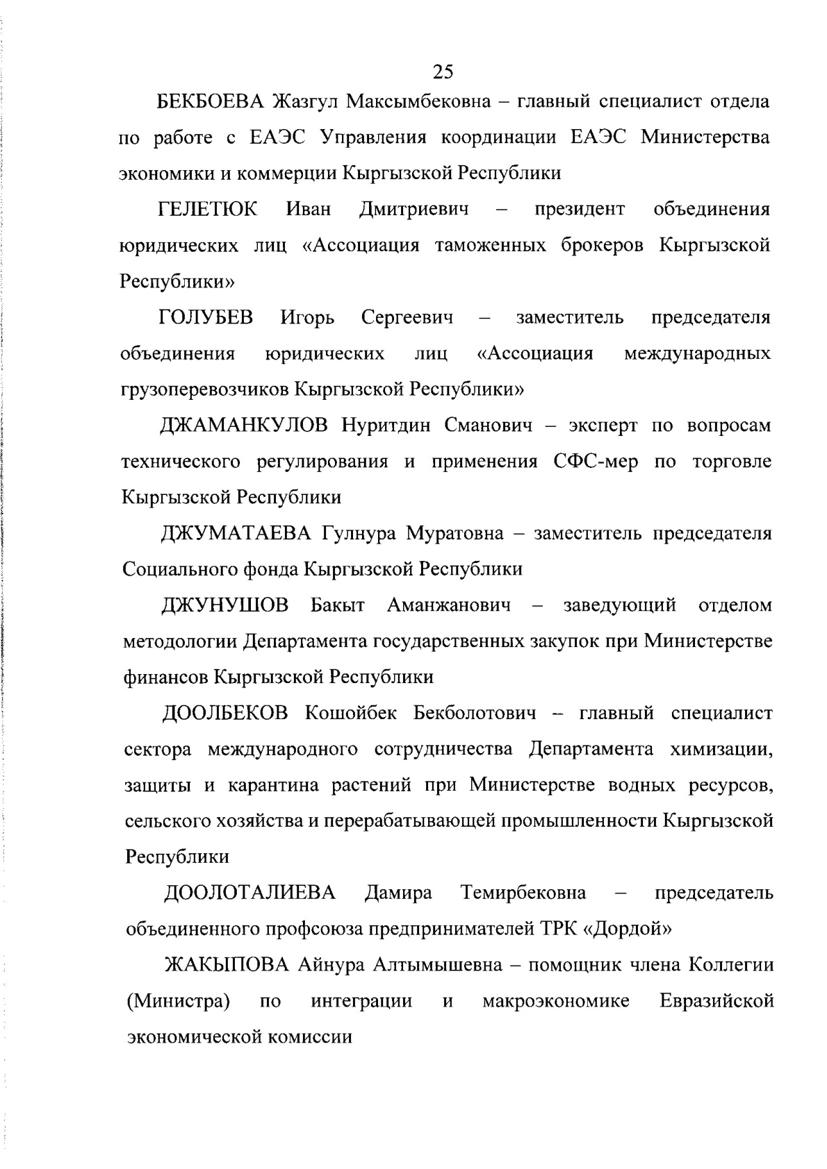 25
БЕКБОЕВА Жазгул Максымбековна – главный специалист отдела
по работе с ЕАЭС Управления координации ЕАЭС Министерства
экономики и коммерции Кыргызской Республики
ГЕЛЕТЮК Иван Дмитриевич – президент объединения
юридических лиц «Ассоциация таможенных брокеров Кыргызской
Республики»
ГОЛУБЕВ Игорь Сергеевич – заместитель председателя
объединения юридических лиц «Ассоциация международных
грузоперевозчиков Кыргызской Республики»
ДЖАМАНКУЛОВ Нуритдин Сманович – эксперт по вопросам
технического регулирования и применения СФС-мер по торговле
Кыргызской Республики
ДЖУМАТАЕВА Гулнура Муратовна – заместитель председателя
Социального фонда Кыргызской Республики
ДЖУНУШОВ Бакыт Аманжанович – заведующий отделом
методологии Департамента государственных закупок при Министерстве
финансов Кыргызской Республики
ДООЛБЕКОВ Кошойбек Бекболотович – главный специалист
сектора международного сотрудничества Департамента химизации,
защиты и карантина растений при Министерстве водных ресурсов,
сельского хозяйства и перерабатывающей промышленности Кыргызской
Республики
ДООЛОТАЛИЕВА Дамира Темирбековна – председатель
объединенного профсоюза предпринимателей ТРК «Дордой»
ЖАКЫПОВА Айнура Алтымышевна – помощник члена Коллегии
(Министра) по интеграции и макроэкономике Евразийской
экономической комиссии